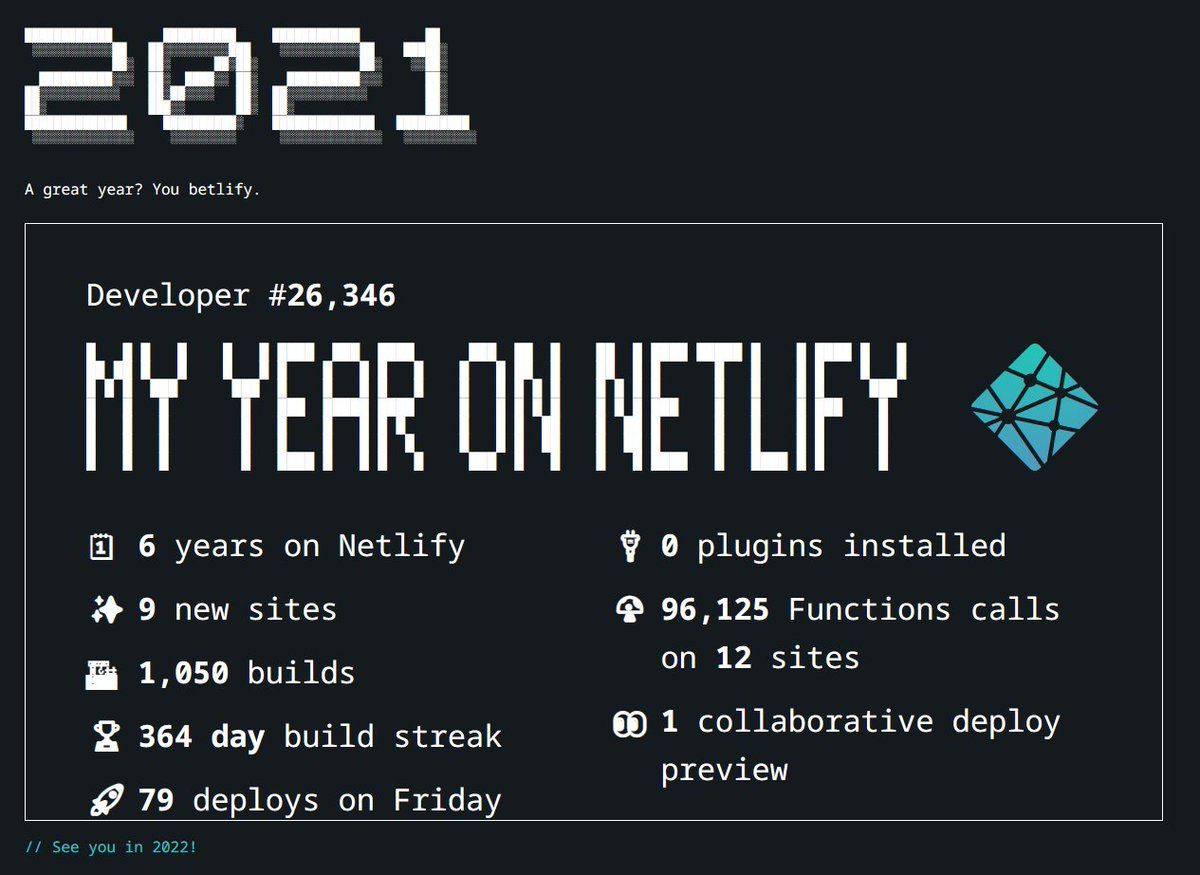 2021
A great year? You betlify.
Developer #26,346
MY YEAR ON NETLIFY
6 years on Netlify
9 new sites
1,050 builds
364 day build streak
79 deploys on Friday
0 plugins installed
96,125 Functions calls
on 12 sites
1 collaborative deploy
preview
// See you in 2022!